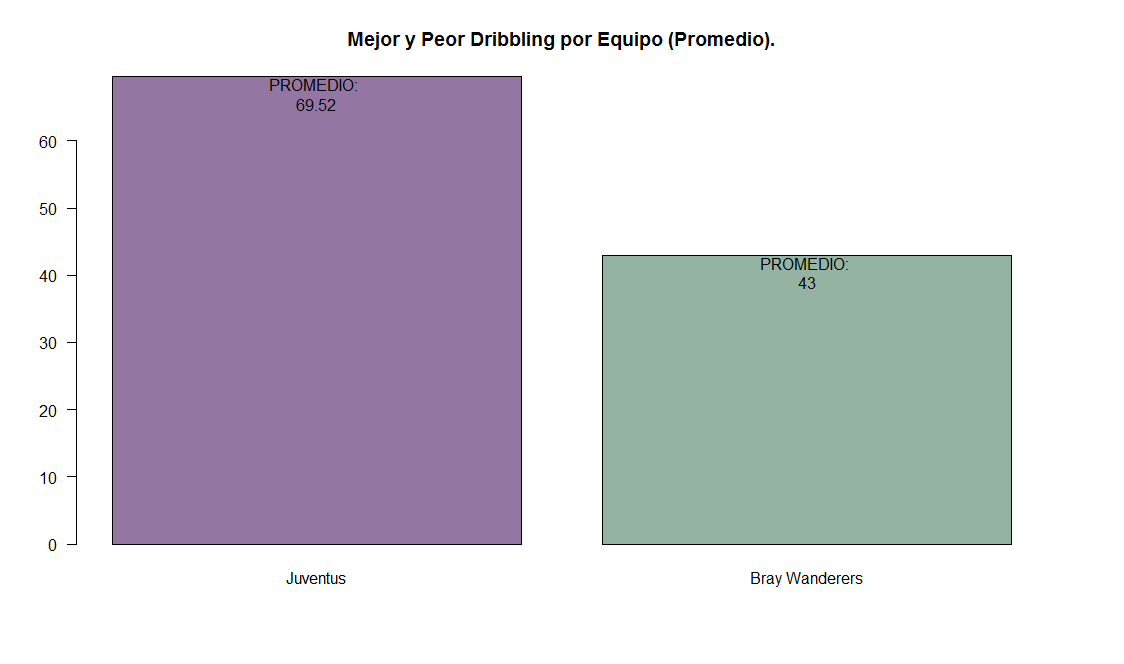 Mejor y Peor Dribbling por Equipo (Promedio).
PROMEDIO:
69.52
PROMEDIO:
43
60
50
40
30
20
10
0
Juventus
Bray Wanderers